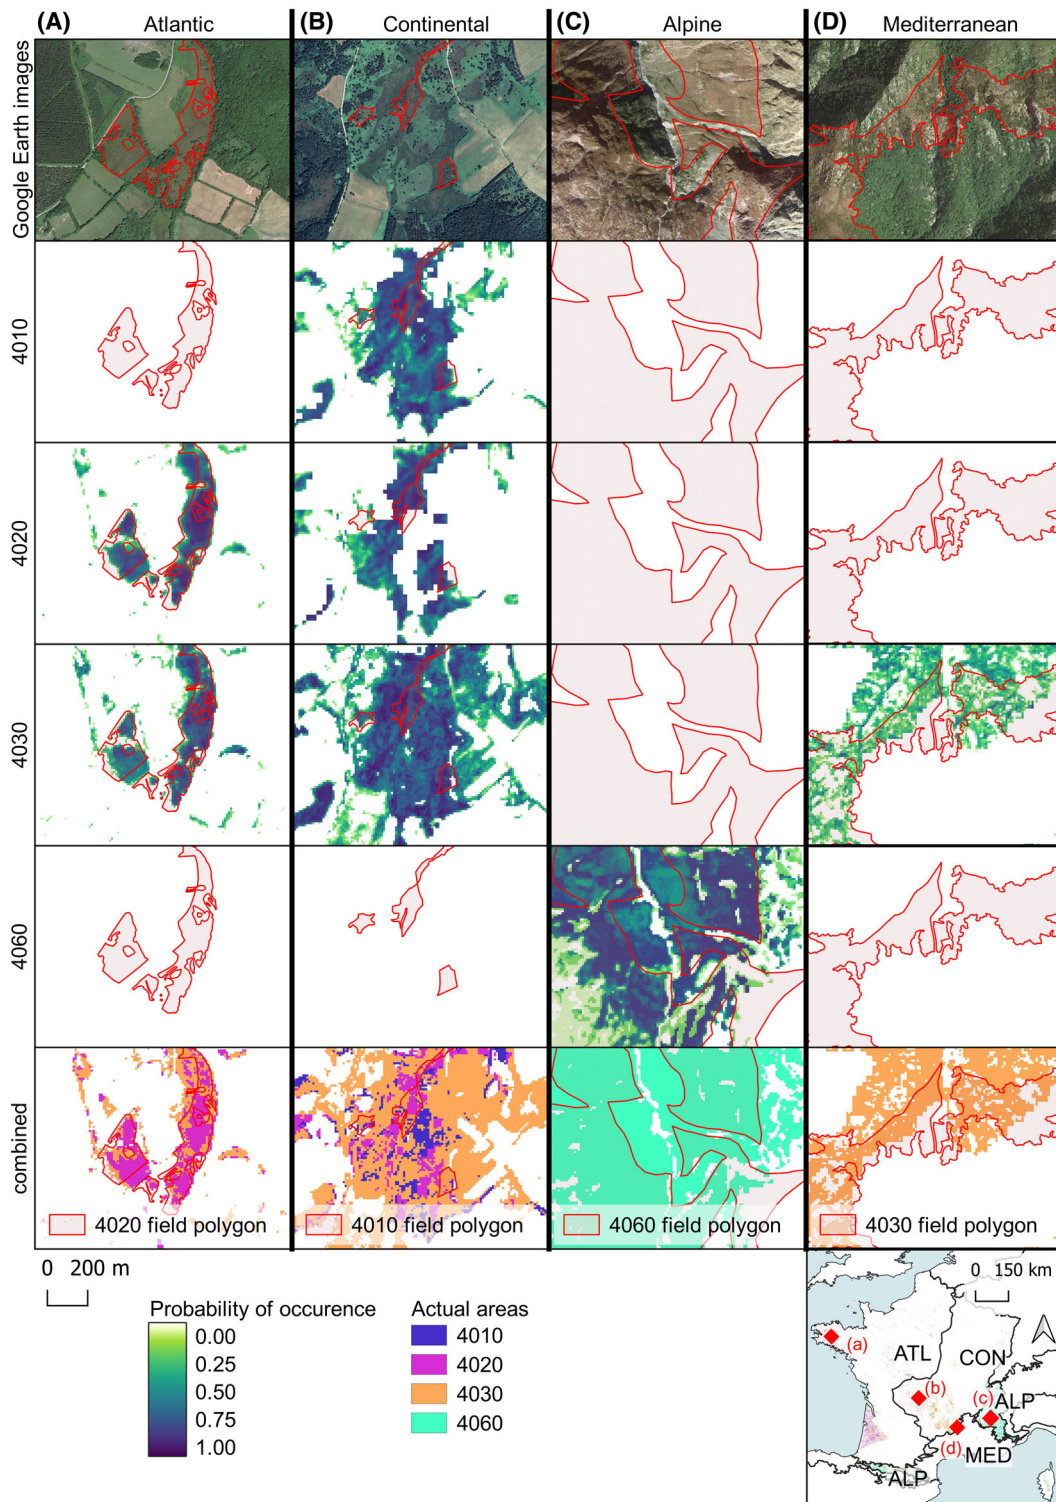 (A) Atlantic
(B) Continental
(C) Alpine
(D) Mediterranean
Google Earth images
4010
4020
4030
4060
combined
4020 field polygon
4010 field polygon
4060 field polygon
4030 field polygon
0 200 m
Probability of occurence
0.00
0.25
0.50
0.75
1.00
Actual areas
4010
4020
4030
4060
0 150 km
(a)
ATL
CON
(b)
(c)
ALP
(d)
MED
ALP